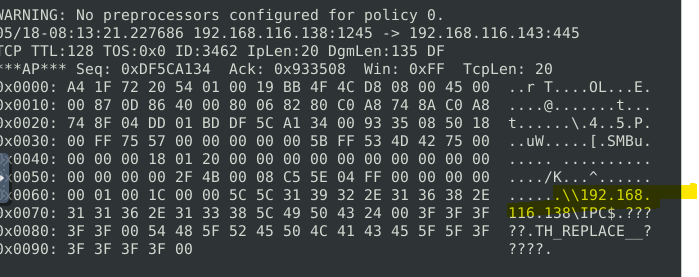 WARNING: No preprocessors configured for policy 0.
05/18-08:13:21.227686 192.168.116.138:1245 -> 192.168.116.143:445
TCP TTL:128 TOS:0x0 ID:3462 IpLen:20 DgmLen:135 DF
***AP*** Seq: 0xDF5CA134 Ack: 0x933508 Win: 0xFF TcpLen: 20
0x0000: A4 1F 72 20 54 01 00 19 BB 4F 4C D8 08 00 45 00 ..r T....OL...E.
0x0010: 00 87 0D 86 40 00 80 06 82 80 C0 A8 74 8A C0 A8 ....@.......t...
0x0020: 74 8F 04 DD 01 BD DF 5C A1 34 00 93 35 08 50 18 t......\.4..5.P.
0x0030: 00 FF 75 57 00 00 00 00 5B FF 53 4D 42 75 00 ..uW.....[.SMBu.
0x0040: 00 00 00 00 18 01 20 00 00 00 00 00 00 00 00 00 ...... .........
0x0050: 00 00 00 00 2F 4B 00 08 C5 5E 04 FF 00 00 00 00 ..../K...^......
0x0060: 00 01 00 1C 00 00 5C 5C 31 39 32 2E 31 36 38 2E ......\\192.168.
0x0070: 31 31 36 2E 31 33 38 5C 49 50 43 24 00 3F 3F 3F 116.138\IPC$.???
0x0080: 3F 3F 00 54 48 5F 52 45 50 4C 41 43 45 5F 5F 3F ??.TH_REPLACE__?
0x0090: 3F 3F 3F 3F 00 ????.